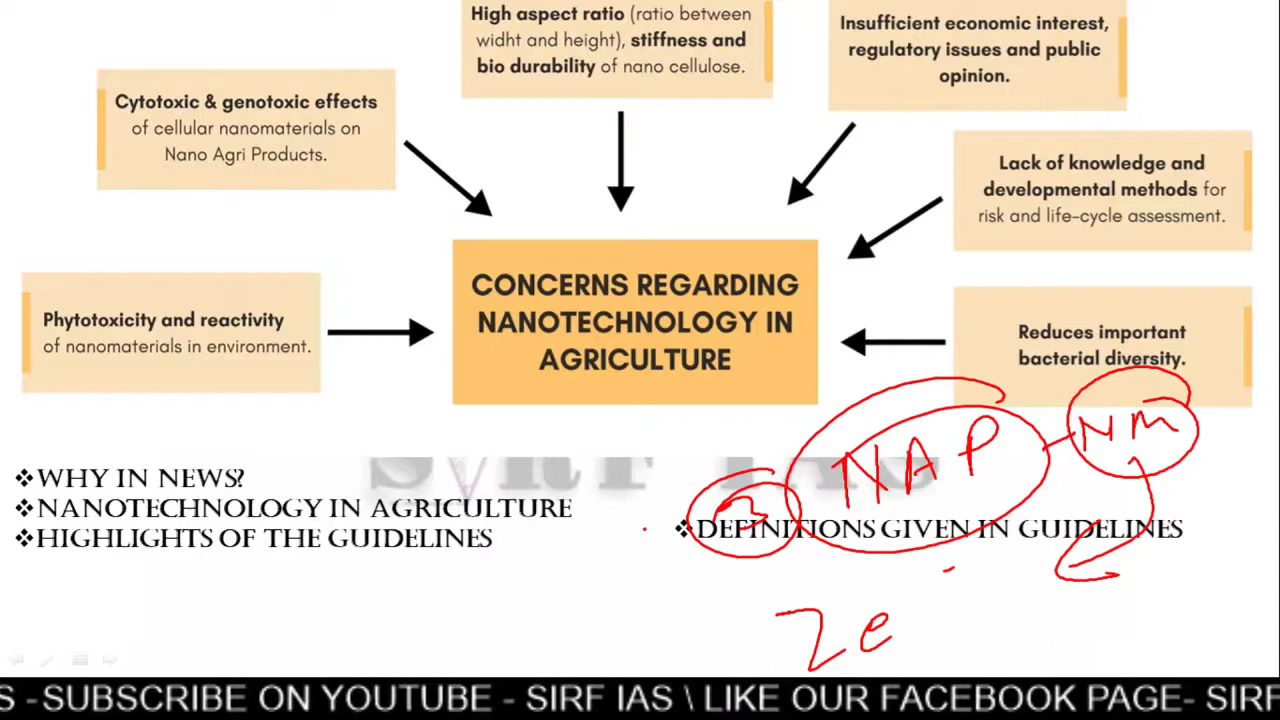 High aspect ratio (ratio between
widht and height), stiffness and
bio durability of nano cellulose.
Insufficient economic interest,
regulatory issues and public
opinion.
Cytotoxic & genotoxic effects
of cellular nanomaterials on
Nano Agri Products.
Lack of knowledge and
developmental methods for
risk and life-cycle assessment.
CONCERNS REGARDING
NANOTECHNOLOGY IN
AGRICULTURE
Phytotoxicity and reactivity
of nanomaterials in environment.
Reduces important
bacterial diversity.
NAP - NM
SIRF IAS
❖WHY IN NEWS?
❖NANOTECHNOLOGY IN AGRICULTURE
❖HIGHLIGHTS OF THE GUIDELINES
❖DEFINITIONS GIVEN IN GUIDELINES
Ze
S -SUBSCRIBE ON YOUTUBE - SIRF IAS \ LIKE OUR FACEBOOK PAGE- SIRF